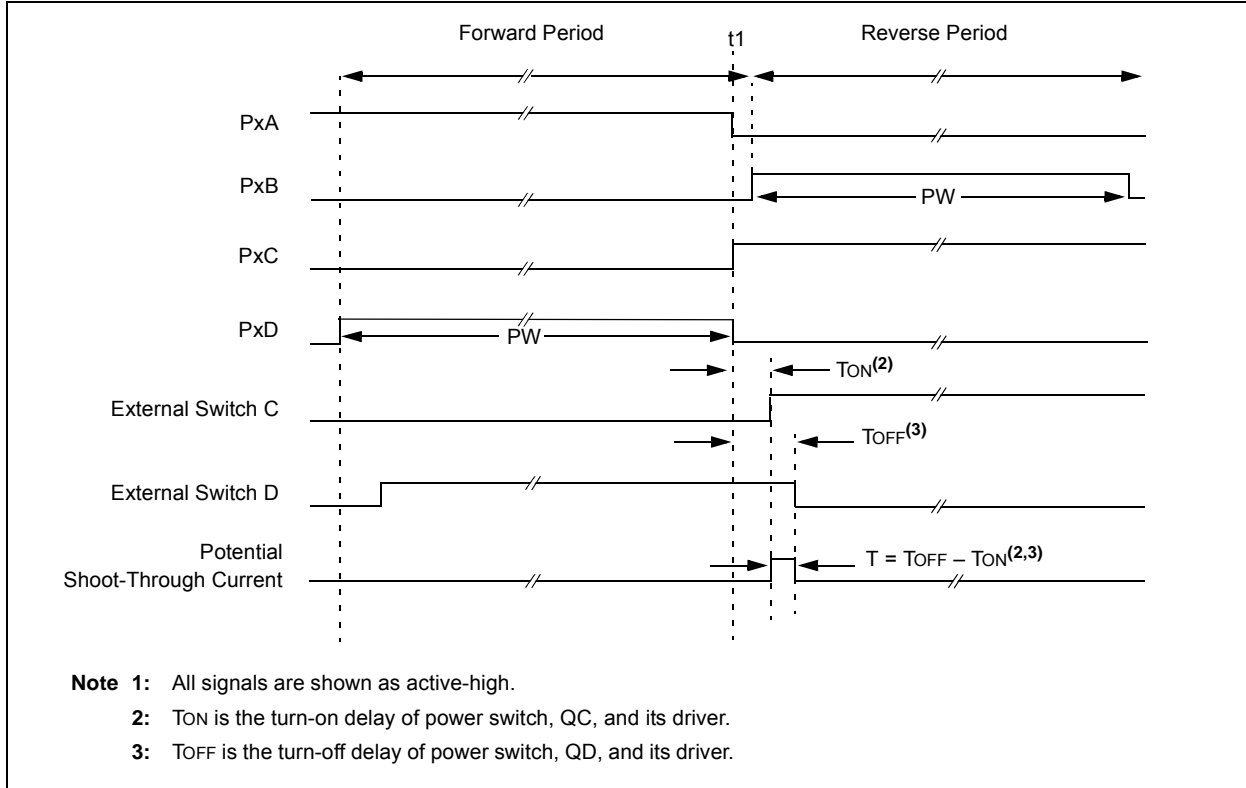 Forward Period
t1
Reverse Period
PxA
PxB
PW
PxC
PxD
PW
TON(2)
External Switch C
TOFF(3)
External Switch D
Potential
Shoot-Through Current
T = TOFF – TON(2,3)
Note 1: All signals are shown as active-high.
2: TON is the turn-on delay of power switch, QC, and its driver.
3: TOFF is the turn-off delay of power switch, QD, and its driver.